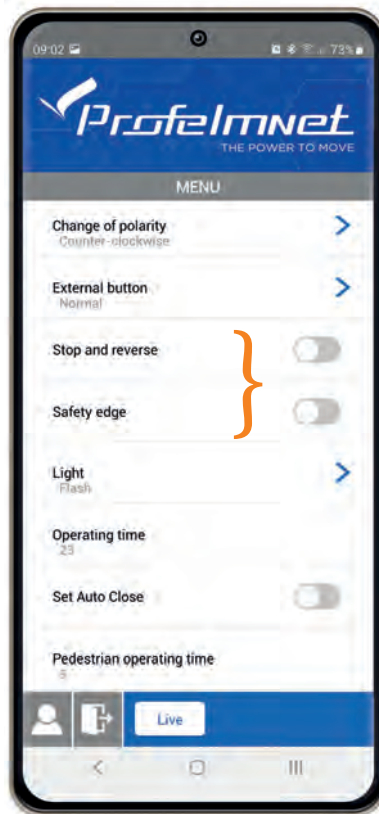 09:02
73%
Profelmnet
THE POWER TO MOVE
MENU
Change of polarity
Counter-clockwise
External button
Normal
Stop and reverse
Safety edge
Light
Flash
Operating time
23
Set Auto Close
Pedestrian operating time
Live